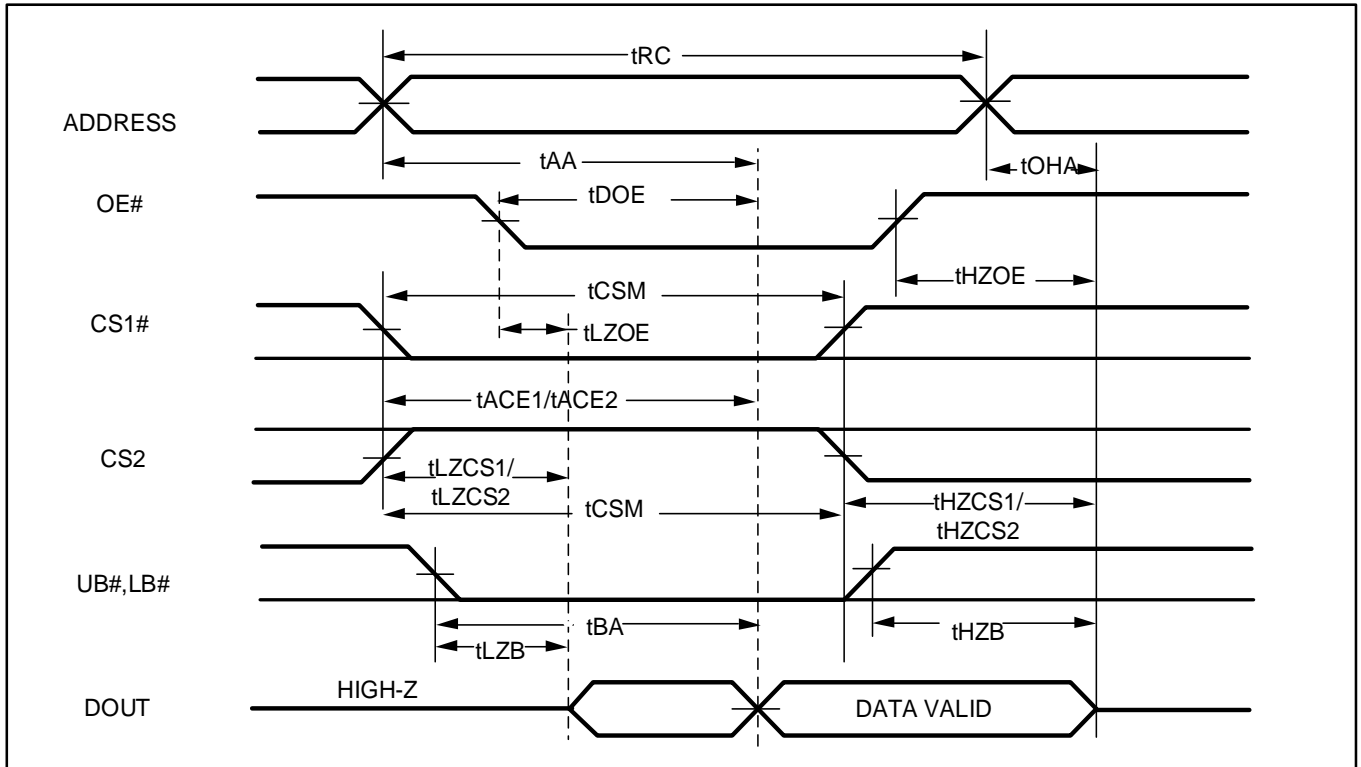 tRC
ADDRESS
tAA
tOHA
OE#
tDOE
tHZOE
tCSM
CS1#
tLZOE
tACE1/tACE2
CS2
tLZCS1/
tLZCS2
tCSM
tHZCS1/
tHZCS2
UB#,LB#
tBA
tHZB
tLZB
HIGH-Z
DOUT
DATA VALID